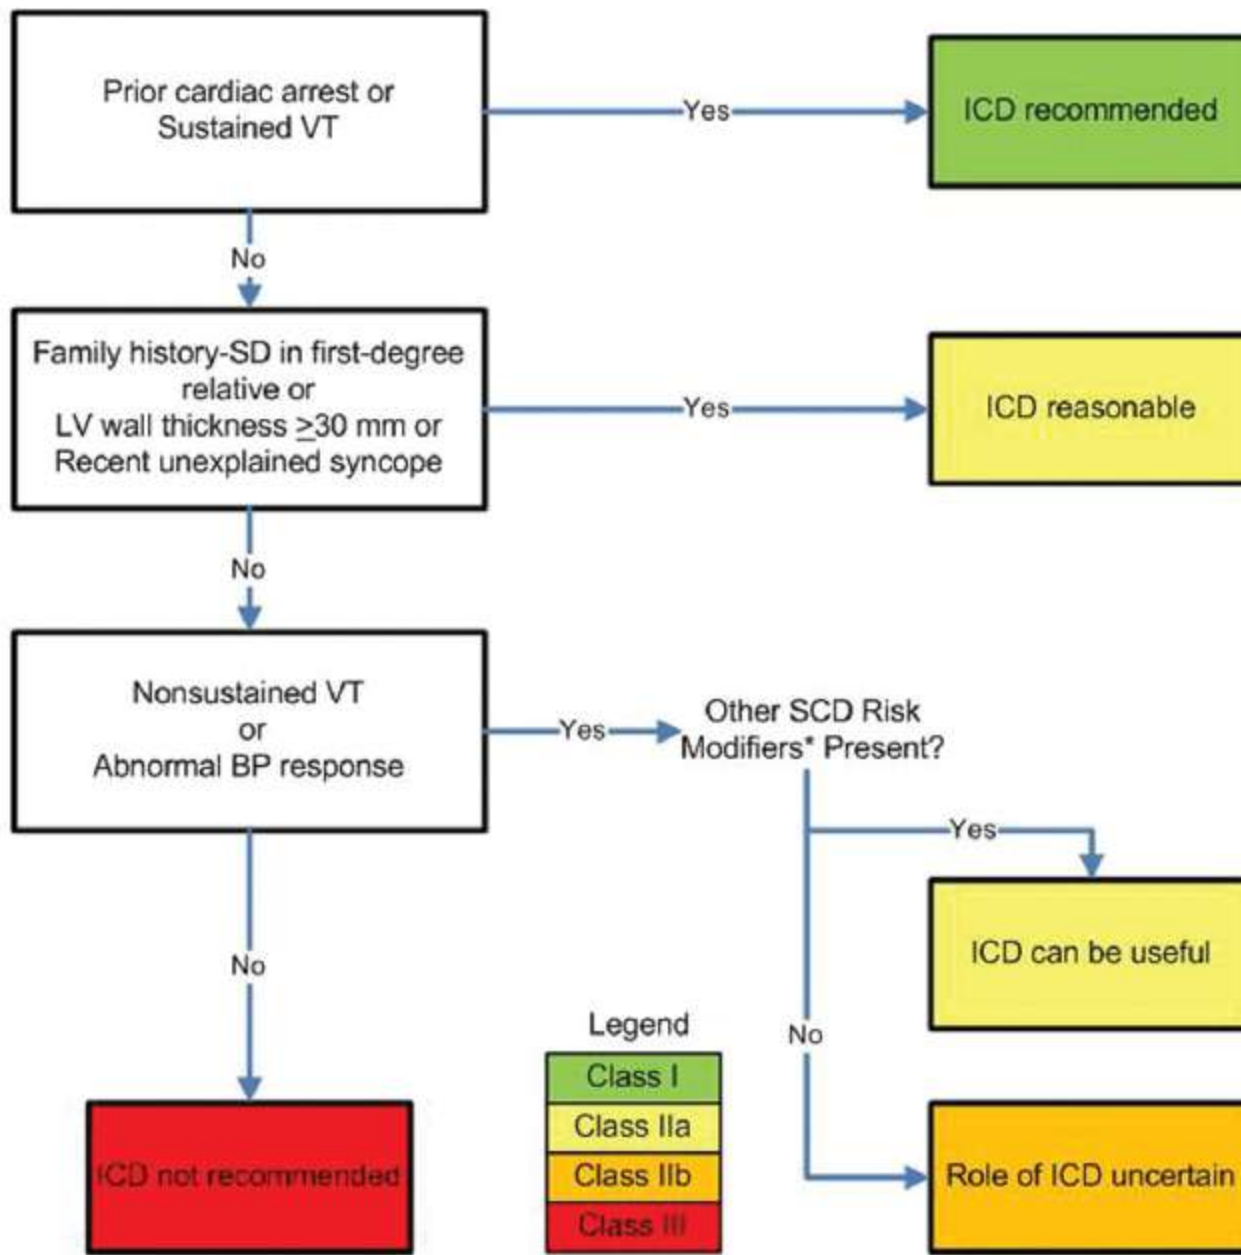 Prior cardiac arrest or
Sustained VT
Yes
ICD recommended
No
Family history-SD in first-degree
relative or
LV wall thickness ≥30 mm or
Recent unexplained syncope
Yes
ICD reasonable
No
Nonsustained VT
or
Abnormal BP response
Yes
Other SCD Risk
Modifiers* Present?
Yes
ICD can be useful
No
No
Role of ICD uncertain
ICD not recommended
Legend
Class I
Class IIa
Class IIb
Class III